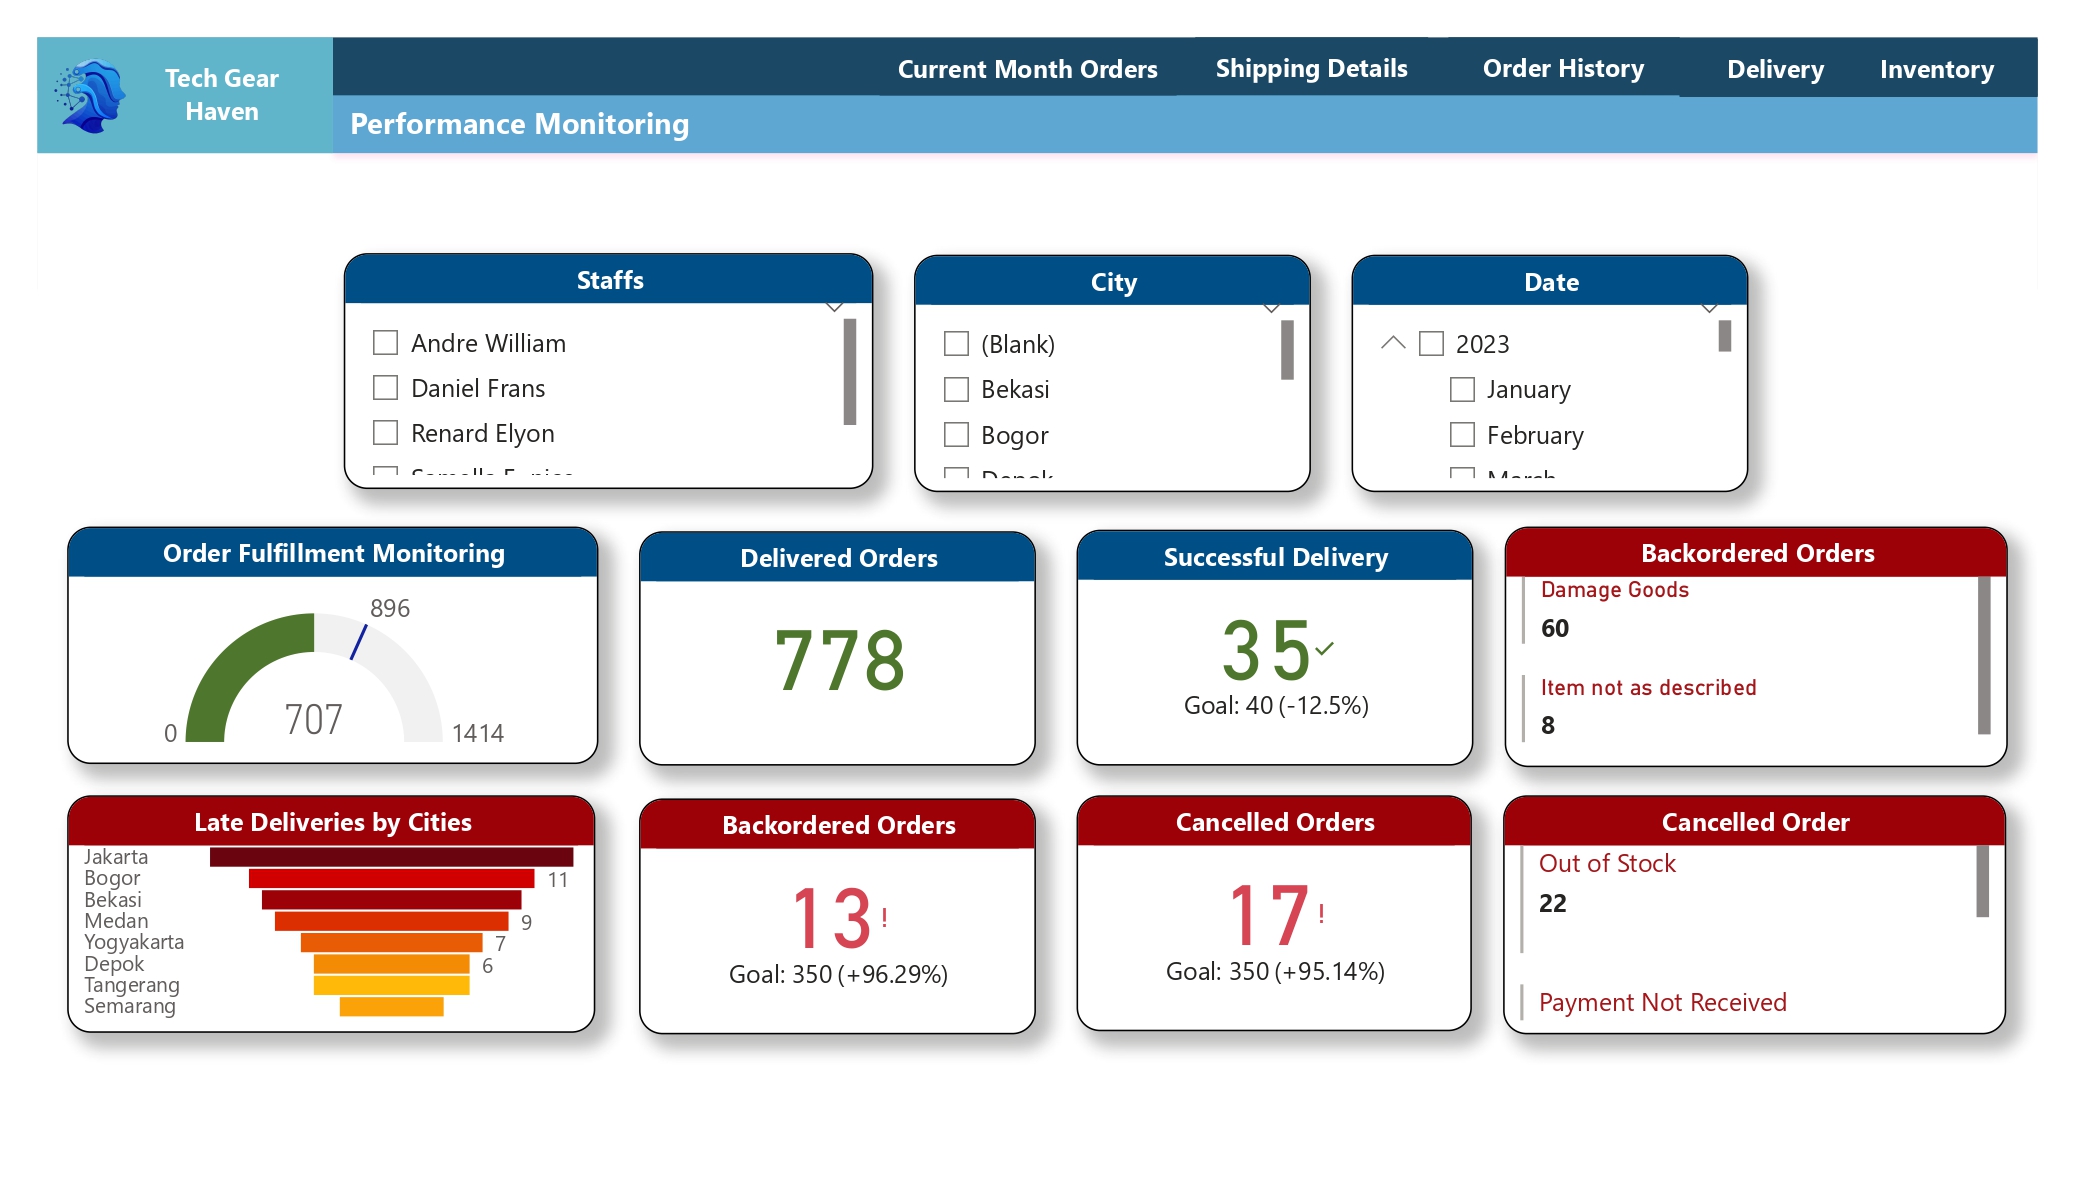 Tech Gear
Haven
Current Month Orders
Shipping Details
Order History
Delivery
Inventory
Performance Monitoring
Staffs
Andre William
Daniel Frans
Renard Elyon
City
(Blank)
Bekasi
Bogor
Depok
Date
2023
January
February
March
Order Fulfillment Monitoring
896
707
0
1414
Delivered Orders
778
Successful Delivery
35
Goal: 40 (-12.5%)
Backordered Orders
Damage Goods
60
Item not as described
8
Late Deliveries by Cities
Jakarta
Bogor
11
Bekasi
Medan
9
Yogyakarta
7
Depok
6
Tangerang
Semarang
Backordered Orders
13!
Goal: 350 (+96.29%)
Cancelled Orders
17!
Goal: 350 (+95.14%)
Cancelled Order
Out of Stock
22
Payment Not Received